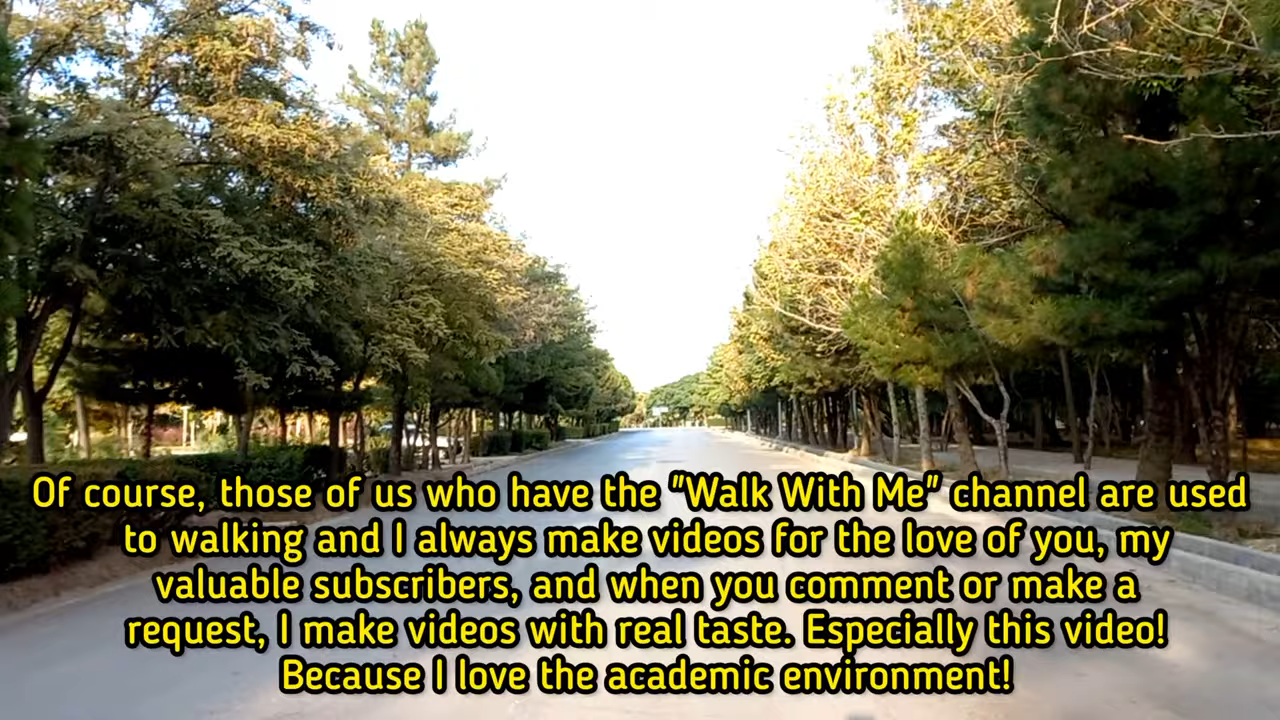 Of course, those of us who have the "Walk With Me" channel are used
to walking and I always make videos for the love of you, my
valuable subscribers, and when you comment or make a
request, I make videos with real taste. Especially this video!
Because I love the academic environment!